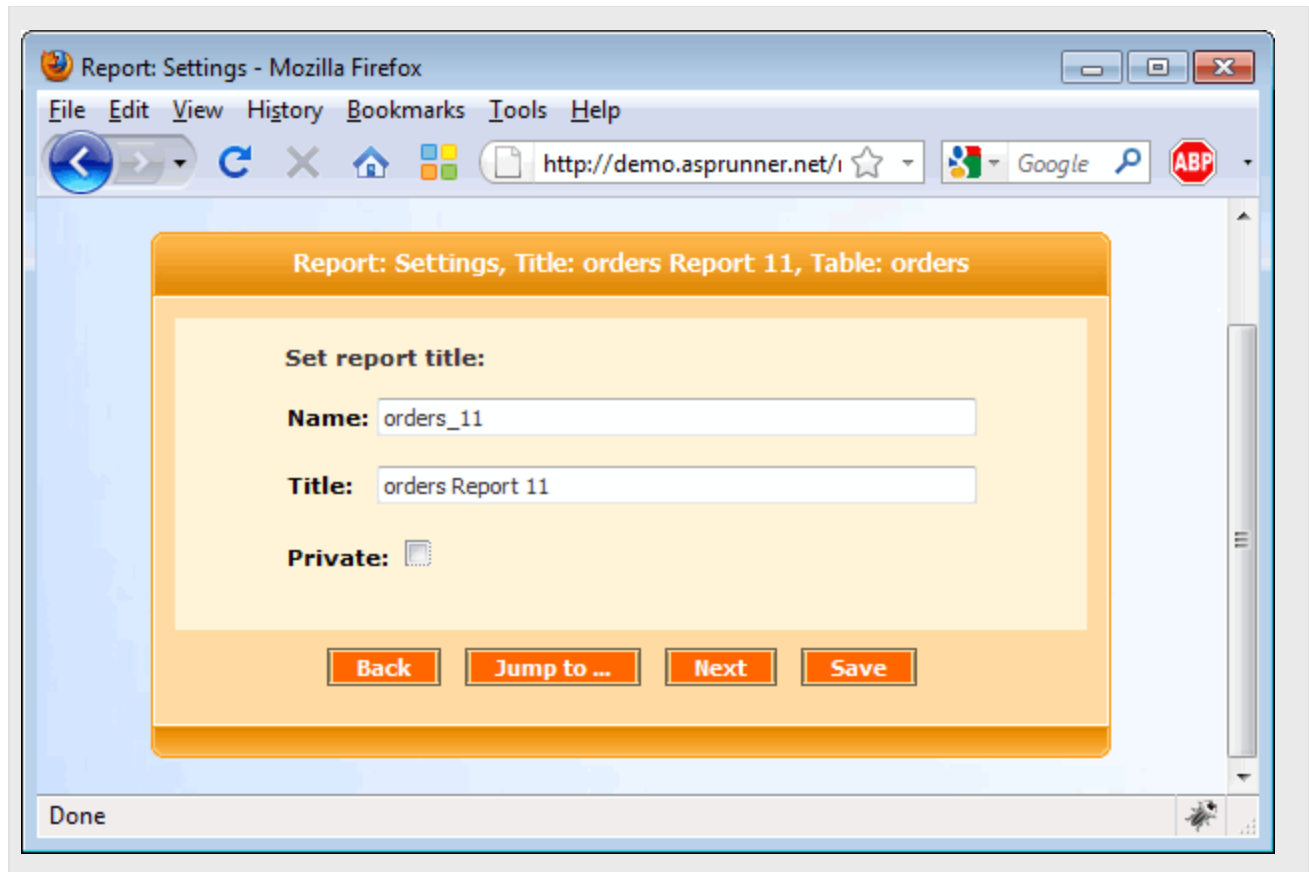 Report: Settings - Mozilla Firefox
File Edit View History Bookmarks Tools Help
http://demo.asprunner.net/ Google ABP
Report: Settings, Title: orders Report 11, Table: orders
Set report title:
Name: orders_11
Title: orders Report 11
Private:
Back Jump to ... Next Save
Done